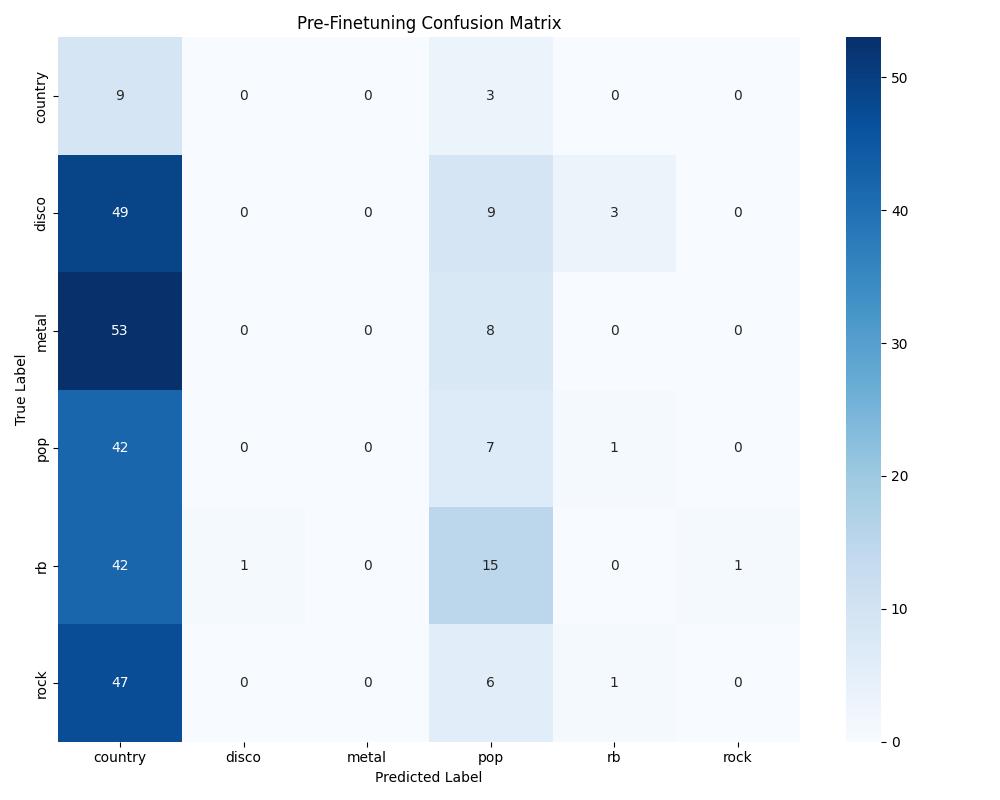 Pre-Finetuning Confusion Matrix
country 9 0 0 3 0 0
disco 49 0 0 9 3 0
metal 53 0 0 8 0 0
pop 42 0 0 7 1 0
rb 42 1 0 15 0 1
rock 47 0 0 6 1 0
True Label
country disco metal pop rb rock
Predicted Label
50
40
30
20
10
0